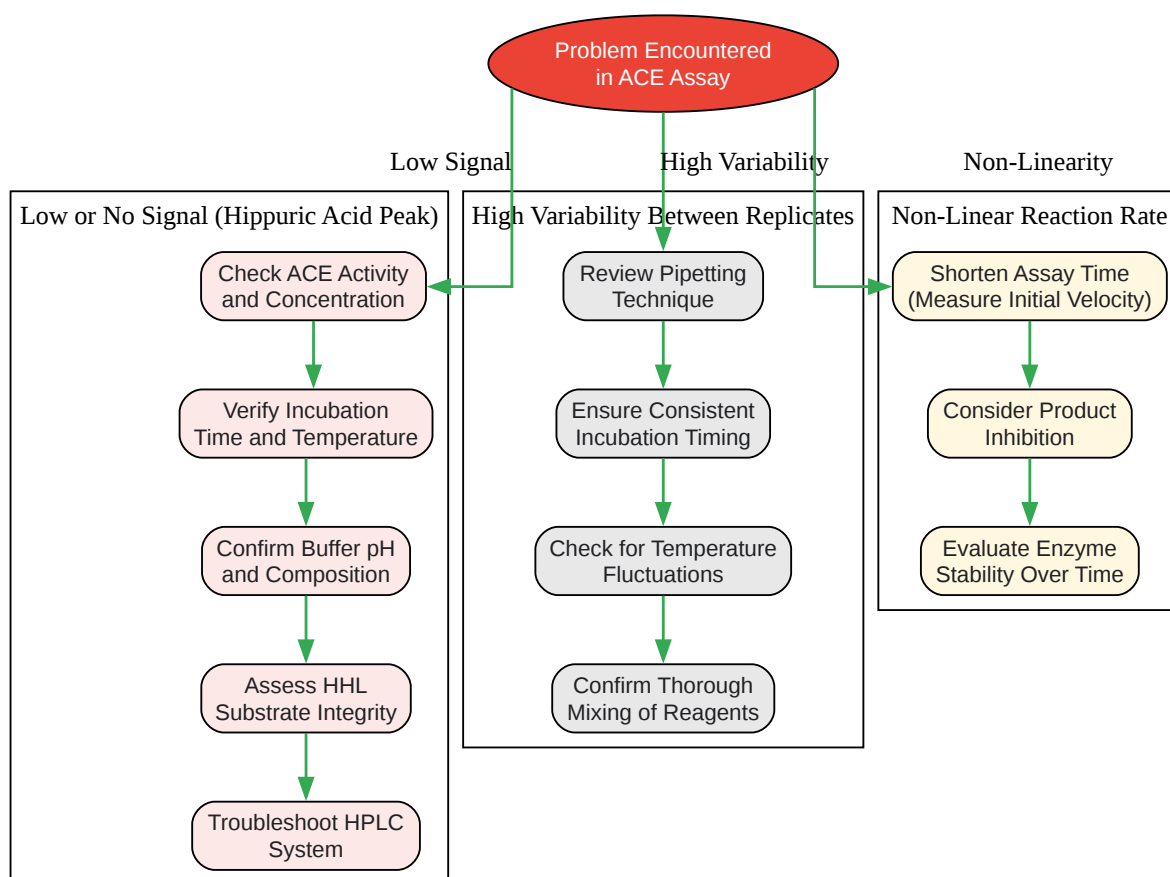 Problem Encountered
in ACE Assay
Low Signal
High Variability
Non-Linearity
Low or No Signal (Hippuric Acid Peak)
Check ACE Activity
and Concentration
Verify Incubation
Time and Temperature
Confirm Buffer pH
and Composition
Assess HHL
Substrate Integrity
Troubleshoot HPLC
System
High Variability Between Replicates
Review Pipetting
Technique
Ensure Consistent
Incubation Timing
Check for Temperature
Fluctuations
Confirm Thorough
Mixing of Reagents
Non-Linear Reaction Rate
Shorten Assay Time
(Measure Initial Velocity)
Consider Product
Inhibition
Evaluate Enzyme
Stability Over Time